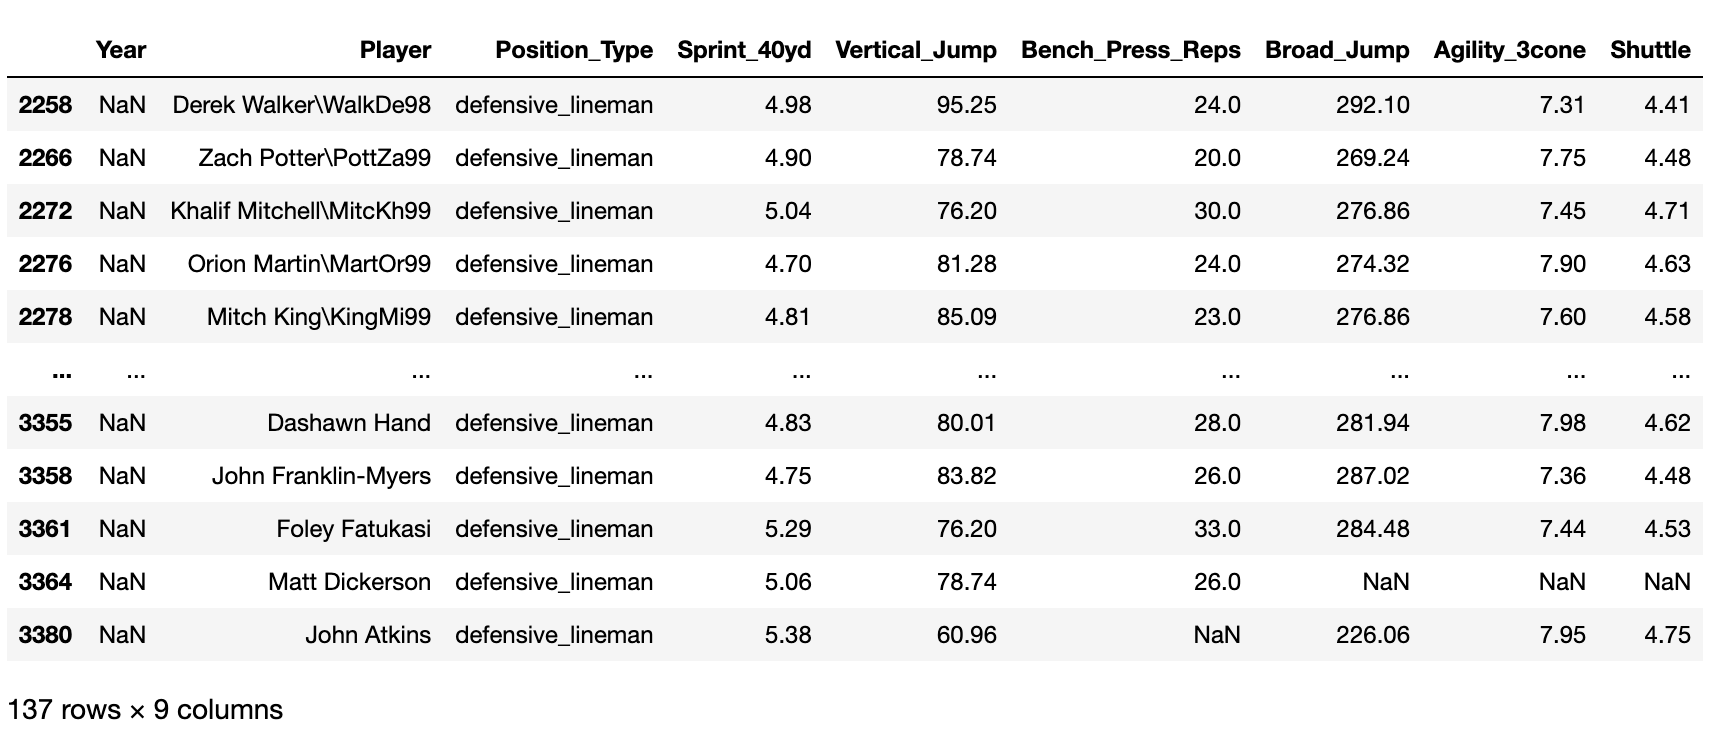 Year Player Position_Type Sprint_40yd Vertical_Jump Bench_Press_Reps Broad_Jump Agility_3cone Shuttle
2258 NaN Derek Walker\WalkDe98 defensive_lineman 4.98 95.25 24.0 292.10 7.31 4.41
2266 NaN Zach Potter\PottZa99 defensive_lineman 4.90 78.74 20.0 269.24 7.75 4.48
2272 NaN Khalif Mitchell\MitcKh99 defensive_lineman 5.04 76.20 30.0 276.86 7.45 4.71
2276 NaN Orion Martin\MartOr99 defensive_lineman 4.70 81.28 24.0 274.32 7.90 4.63
2278 NaN Mitch King\KingMi99 defensive_lineman 4.81 85.09 23.0 276.86 7.60 4.58
... ... ... ... ... ... ... ... ... ...
3355 NaN Dashawn Hand defensive_lineman 4.83 80.01 28.0 281.94 7.98 4.62
3358 NaN John Franklin-Myers defensive_lineman 4.75 83.82 26.0 287.02 7.36 4.48
3361 NaN Foley Fatukasi defensive_lineman 5.29 76.20 33.0 284.48 7.44 4.53
3364 NaN Matt Dickerson defensive_lineman 5.06 78.74 26.0 NaN NaN NaN
3380 NaN John Atkins defensive_lineman 5.38 60.96 NaN 226.06 7.95 4.75
137 rows × 9 columns